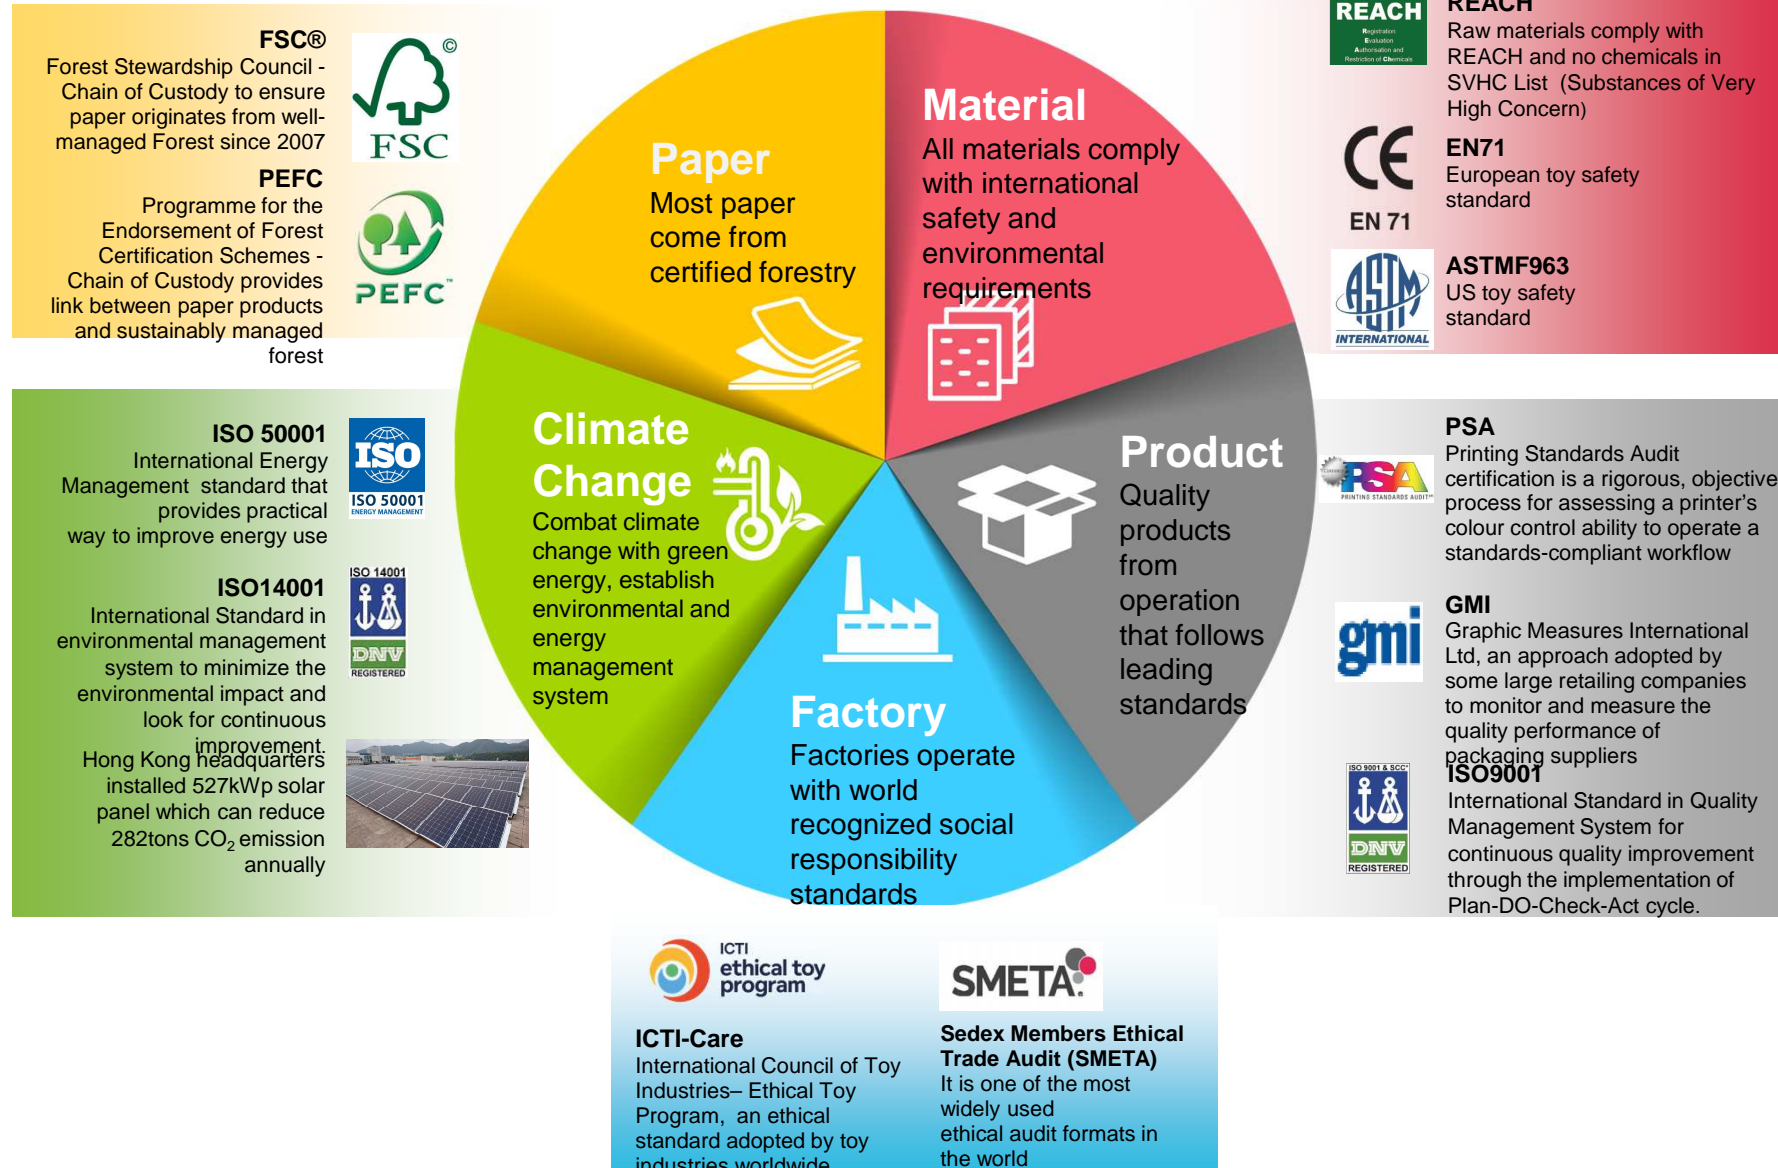 FSC®
Forest Stewardship Council -
Chain of Custody to ensure
paper originates from well-
managed Forest since 2007
©
FSC
PEFC
Programme for the
Endorsement of Forest
Certification Schemes -
Chain of Custody provides
link between paper products
and sustainably managed
forest
PEFC™
Paper
Most paper
come from
certified forestry
Material
All materials comply
with international
safety and
environmental
requirements
REACH
Registration
Evaluation
Authorisation and
Restriction of Chemicals
REACH
Raw materials comply with
REACH and no chemicals in
SVHC List (Substances of Very
High Concern)
CE
EN 71
EN71
European toy safety
standard
ASTM
INTERNATIONAL
ASTMF963
US toy safety
standard
ISO 50001
International Energy
Management standard that
provides practical
way to improve energy use
ISO
ISO 50001
ENERGY MANAGEMENT
ISO14001
International Standard in
environmental management
system to minimize the
environmental impact and
look for continuous
improvement.
ISO 14001
DNV
REGISTERED
Hong Kong headquarters
installed 527kWp solar
panel which can reduce
282tons CO₂ emission
annually
Climate
Change
Combat climate
change with green
energy, establish
environmental and
energy
management
system
Product
Quality
products
from
operation
that follows
leading
standards
Factory
Factories operate
with world
recognized social
responsibility
standards
PSA
PRINTING STANDARDS AUDIT
PSA
Printing Standards Audit
certification is a rigorous, objective
process for assessing a printer’s
colour control ability to operate a
standards-compliant workflow
gmi
GMI
Graphic Measures International
Ltd, an approach adopted by
some large retailing companies
to monitor and measure the
quality performance of
packaging suppliers
ISO 9001 & SCC*
DNV
REGISTERED
ISO9001
International Standard in Quality
Management System for
continuous quality improvement
through the implementation of
Plan-DO-Check-Act cycle.
ICTI
ethical toy
program
ICTI-Care
International Council of Toy
Industries– Ethical Toy
Program, an ethical
standard adopted by toy
industries worldwide
SMETA
Sedex Members Ethical
Trade Audit (SMETA)
It is one of the most
widely used
ethical audit formats in
the world